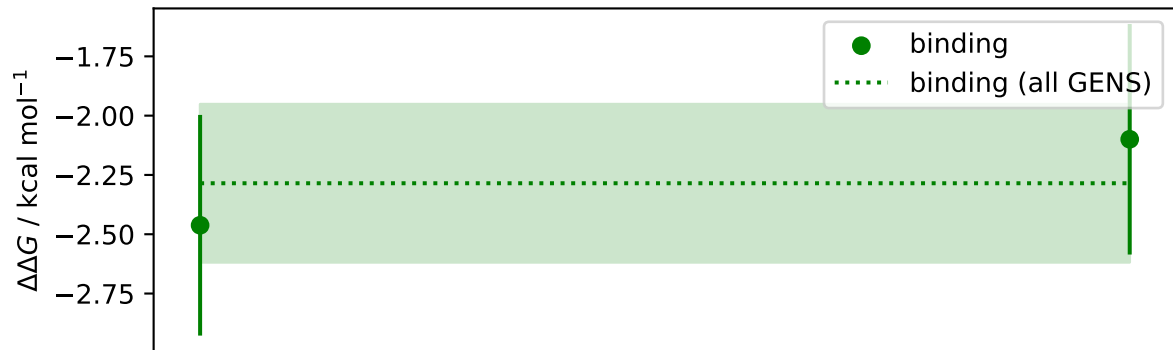 ΔΔG / kcal mol⁻¹
−1.75
−2.00
−2.25
−2.50
−2.75
binding
binding (all GENS)